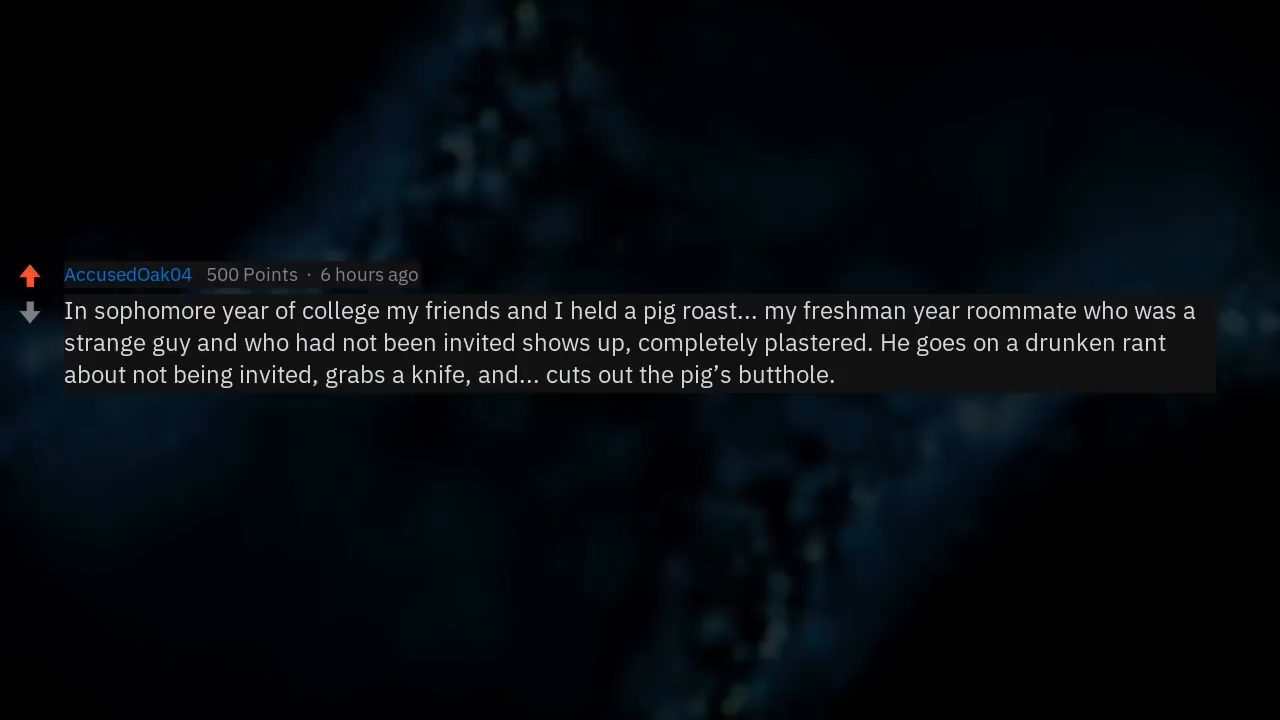 AccusedOak04 500 Points · 6 hours ago
In sophomore year of college my friends and I held a pig roast... my freshman year roommate who was a
strange guy and who had not been invited shows up, completely plastered. He goes on a drunken rant
about not being invited, grabs a knife, and... cuts out the pig’s butthole.